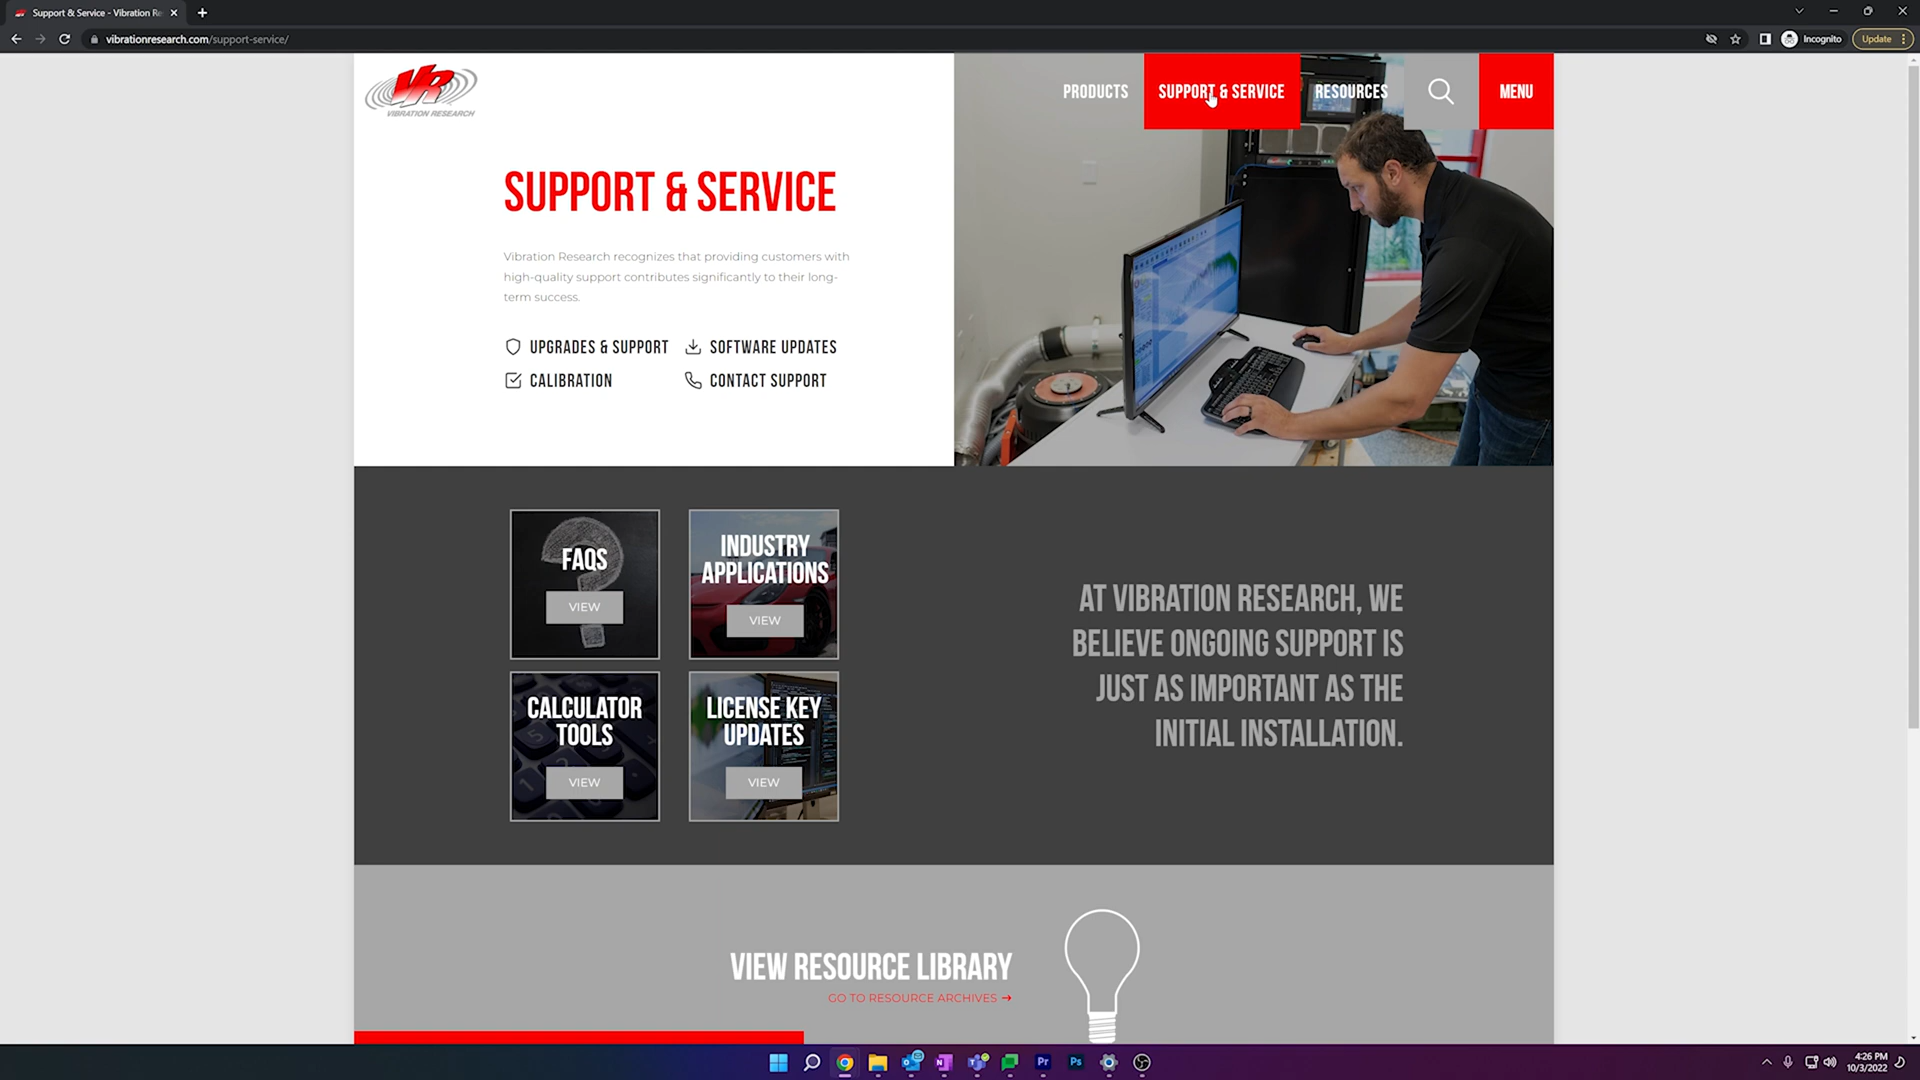 Support & Service - Vibration Re
vibrationresearch.com/support-service/
Incognito
Update
VR
VIBRATION RESEARCH
PRODUCTS
SUPPORT & SERVICE
RESOURCES
MENU
SUPPORT & SERVICE
Vibration Research recognizes that providing customers with
high-quality support contributes significantly to their long-
term success.
UPGRADES & SUPPORT
SOFTWARE UPDATES
CALIBRATION
CONTACT SUPPORT
FAQS
VIEW
INDUSTRY
APPLICATIONS
VIEW
CALCULATOR
TOOLS
VIEW
LICENSE KEY
UPDATES
VIEW
AT VIBRATION RESEARCH, WE
BELIEVE ONGOING SUPPORT IS
JUST AS IMPORTANT AS THE
INITIAL INSTALLATION.
VIEW RESOURCE LIBRARY
GO TO RESOURCE ARCHIVES →
Pr
Ps
4:26 PM
10/3/2022